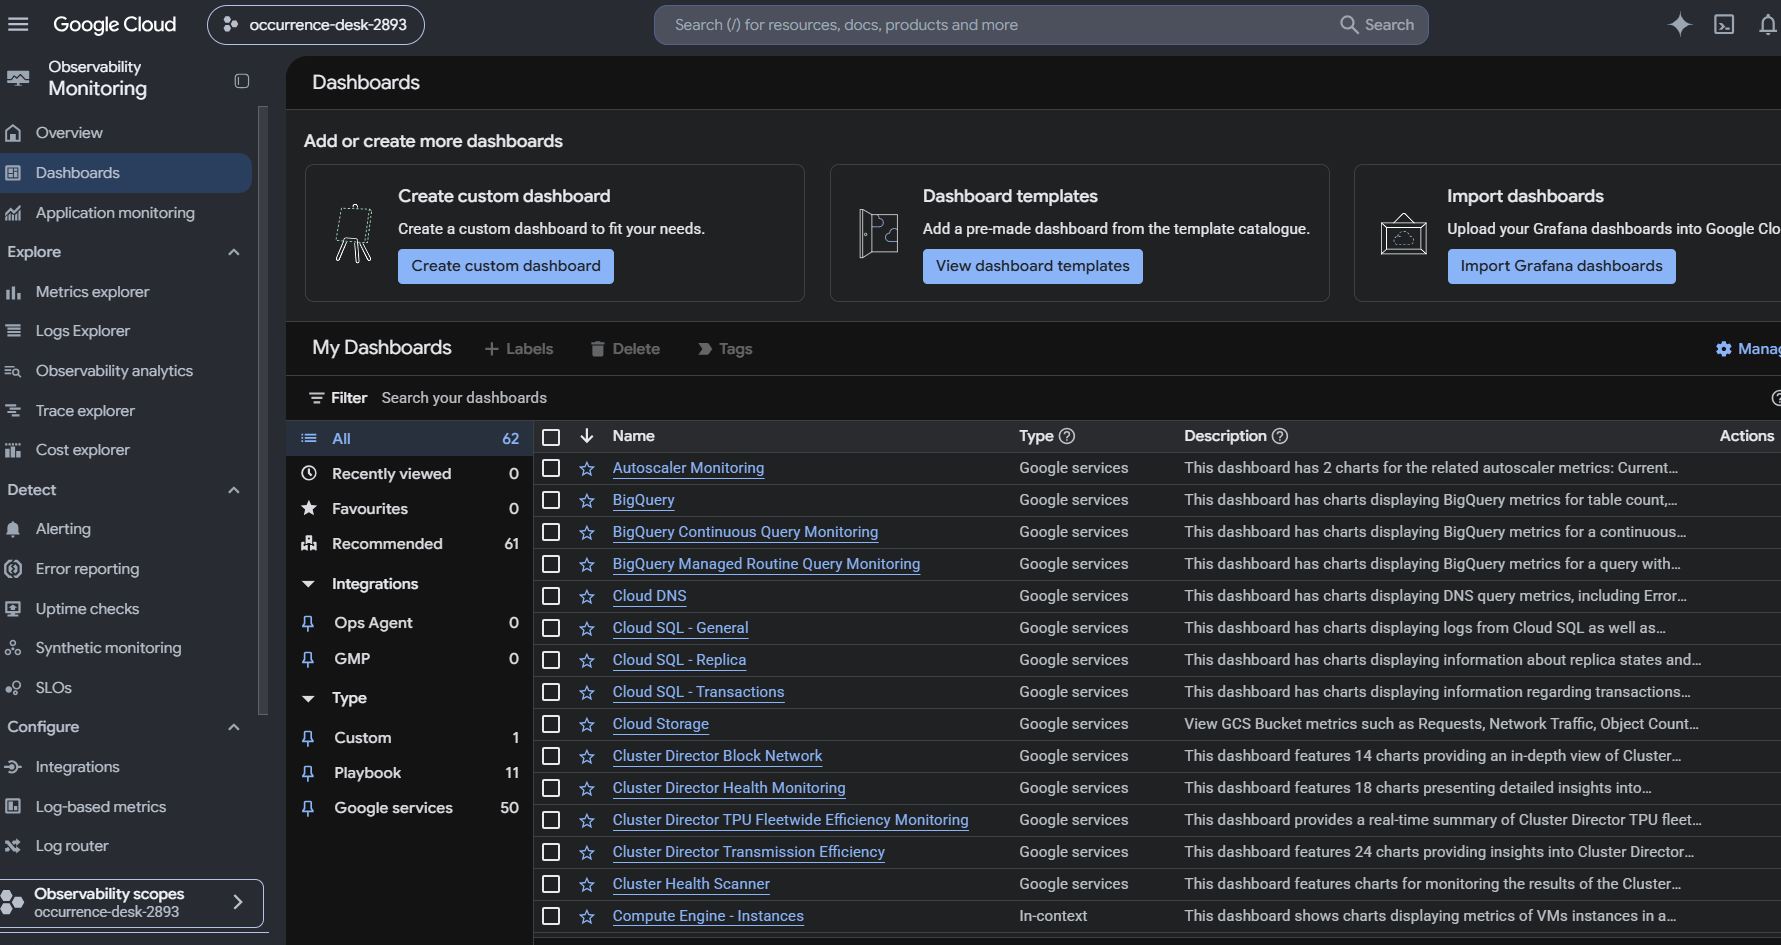 Google Cloud
occurrence-desk-2893
Search (/) for resources, docs, products and more
Search
Observability
Monitoring
Overview
Dashboards
Application monitoring
Explore
Metrics explorer
Logs Explorer
Observability analytics
Trace explorer
Cost explorer
Detect
Alerting
Error reporting
Uptime checks
Synthetic monitoring
SLOs
Configure
Integrations
Log-based metrics
Log router
Observability scopes
occurrence-desk-2893
Dashboards
Add or create more dashboards
Create custom dashboard
Create a custom dashboard to fit your needs.
Create custom dashboard
Dashboard templates
Add a pre-made dashboard from the template catalogue.
View dashboard templates
Import dashboards
Upload your Grafana dashboards into Google Clo
Import Grafana dashboards
My Dashboards
Labels
Delete
Tags
Manag
Filter Search your dashboards
All 62
Recently viewed 0
Favourites 0
Recommended 61
Integrations
Ops Agent 0
GMP 0
Type
Custom 1
Playbook 11
Google services 50
Name Type Description Actions
Autoscaler Monitoring Google services This dashboard has 2 charts for the related autoscaler metrics: Current...
BigQuery Google services This dashboard has charts displaying BigQuery metrics for table count,...
BigQuery Continuous Query Monitoring Google services This dashboard has charts displaying BigQuery metrics for a continuous...
BigQuery Managed Routine Query Monitoring Google services This dashboard has charts displaying BigQuery metrics for a query with...
Cloud DNS Google services This dashboard has charts displaying DNS query metrics, including Error...
Cloud SQL - General Google services This dashboard has charts displaying logs from Cloud SQL as well as...
Cloud SQL - Replica Google services This dashboard has charts displaying information about replica states and...
Cloud SQL - Transactions Google services This dashboard has charts displaying information regarding transactions...
Cloud Storage Google services View GCS Bucket metrics such as Requests, Network Traffic, Object Count...
Cluster Director Block Network Google services This dashboard features 14 charts providing an in-depth view of Cluster...
Cluster Director Health Monitoring Google services This dashboard features 18 charts presenting detailed insights into...
Cluster Director TPU Fleetwide Efficiency Monitoring Google services This dashboard provides a real-time summary of Cluster Director TPU fleet...
Cluster Director Transmission Efficiency Google services This dashboard features 24 charts providing insights into Cluster Director...
Cluster Health Scanner Google services This dashboard features charts for monitoring the results of the Cluster...
Compute Engine - Instances In-context This dashboard shows charts displaying metrics of VMs instances in a...